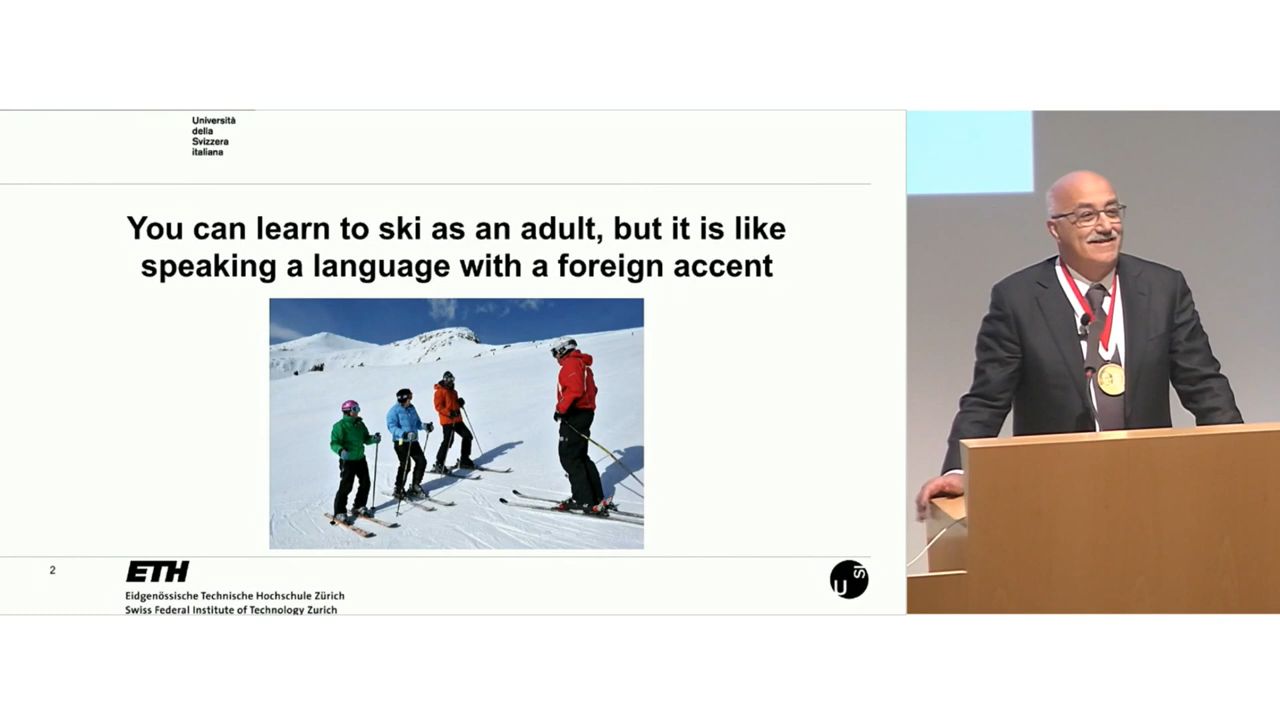 Università
della
Svizzera
italiana
You can learn to ski as an adult, but it is like
speaking a language with a foreign accent
2
ETH
Eidgenössische Technische Hochschule Zürich
Swiss Federal Institute of Technology Zurich
USI